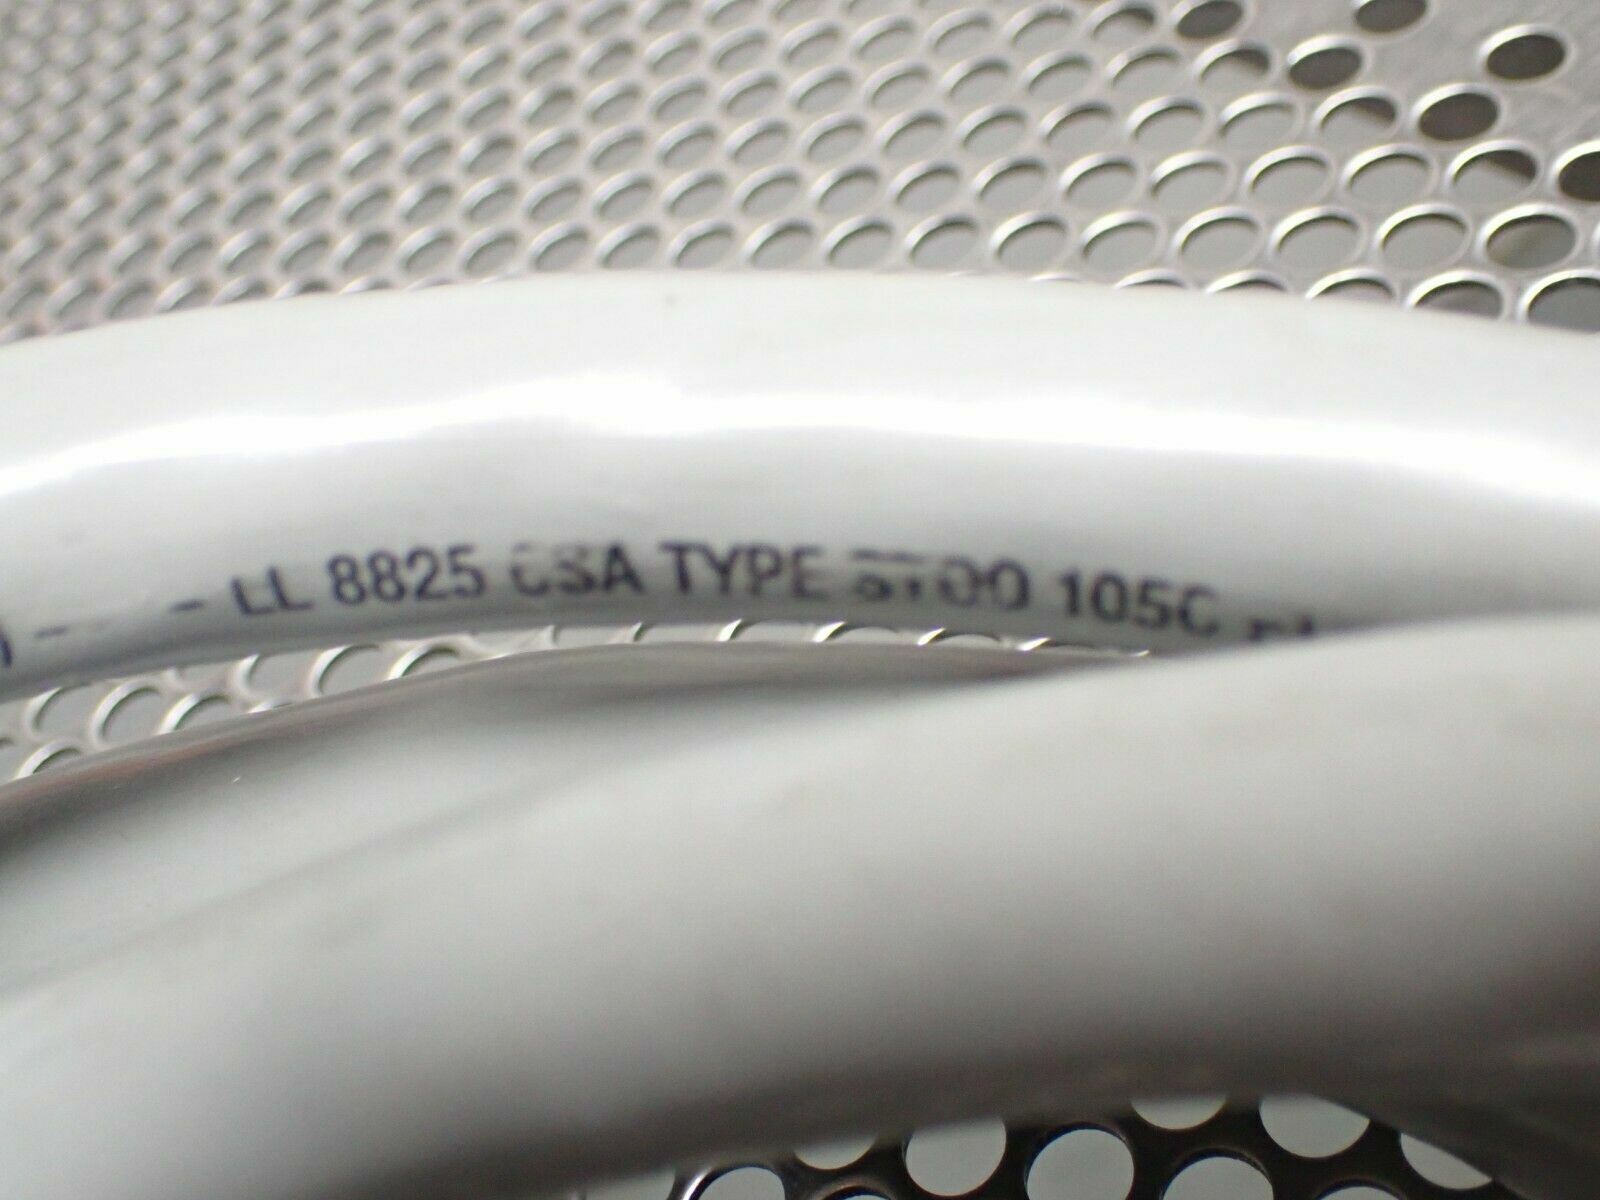 - LL 8825 CSA TYPE STOO 105C